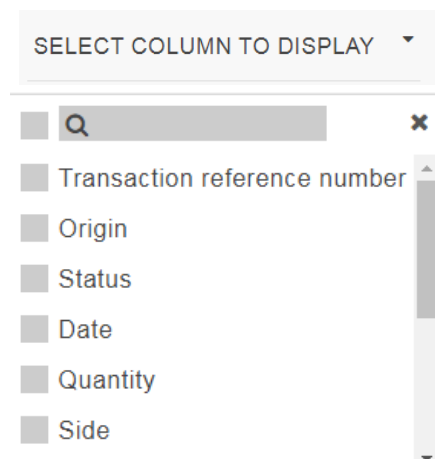 SELECT COLUMN TO DISPLAY
Transaction reference number
Origin
Status
Date
Quantity
Side